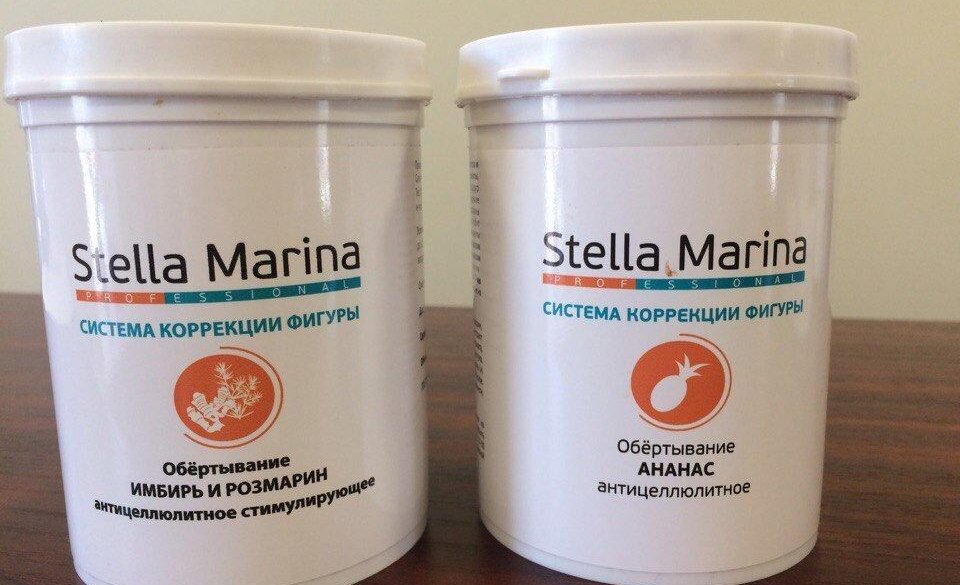 Stella Marina
PROFESSIONAL
СИСТЕМА КОРРЕКЦИИ ФИГУРЫ
Обёртывание
ИМБИРЬ И РОЗМАРИН
антицеллюлитное стимулирующее
Stella Marina
PROFESSIONAL
СИСТЕМА КОРРЕКЦИИ ФИГУРЫ
Обёртывание
АНАНАС
антицеллюлитное